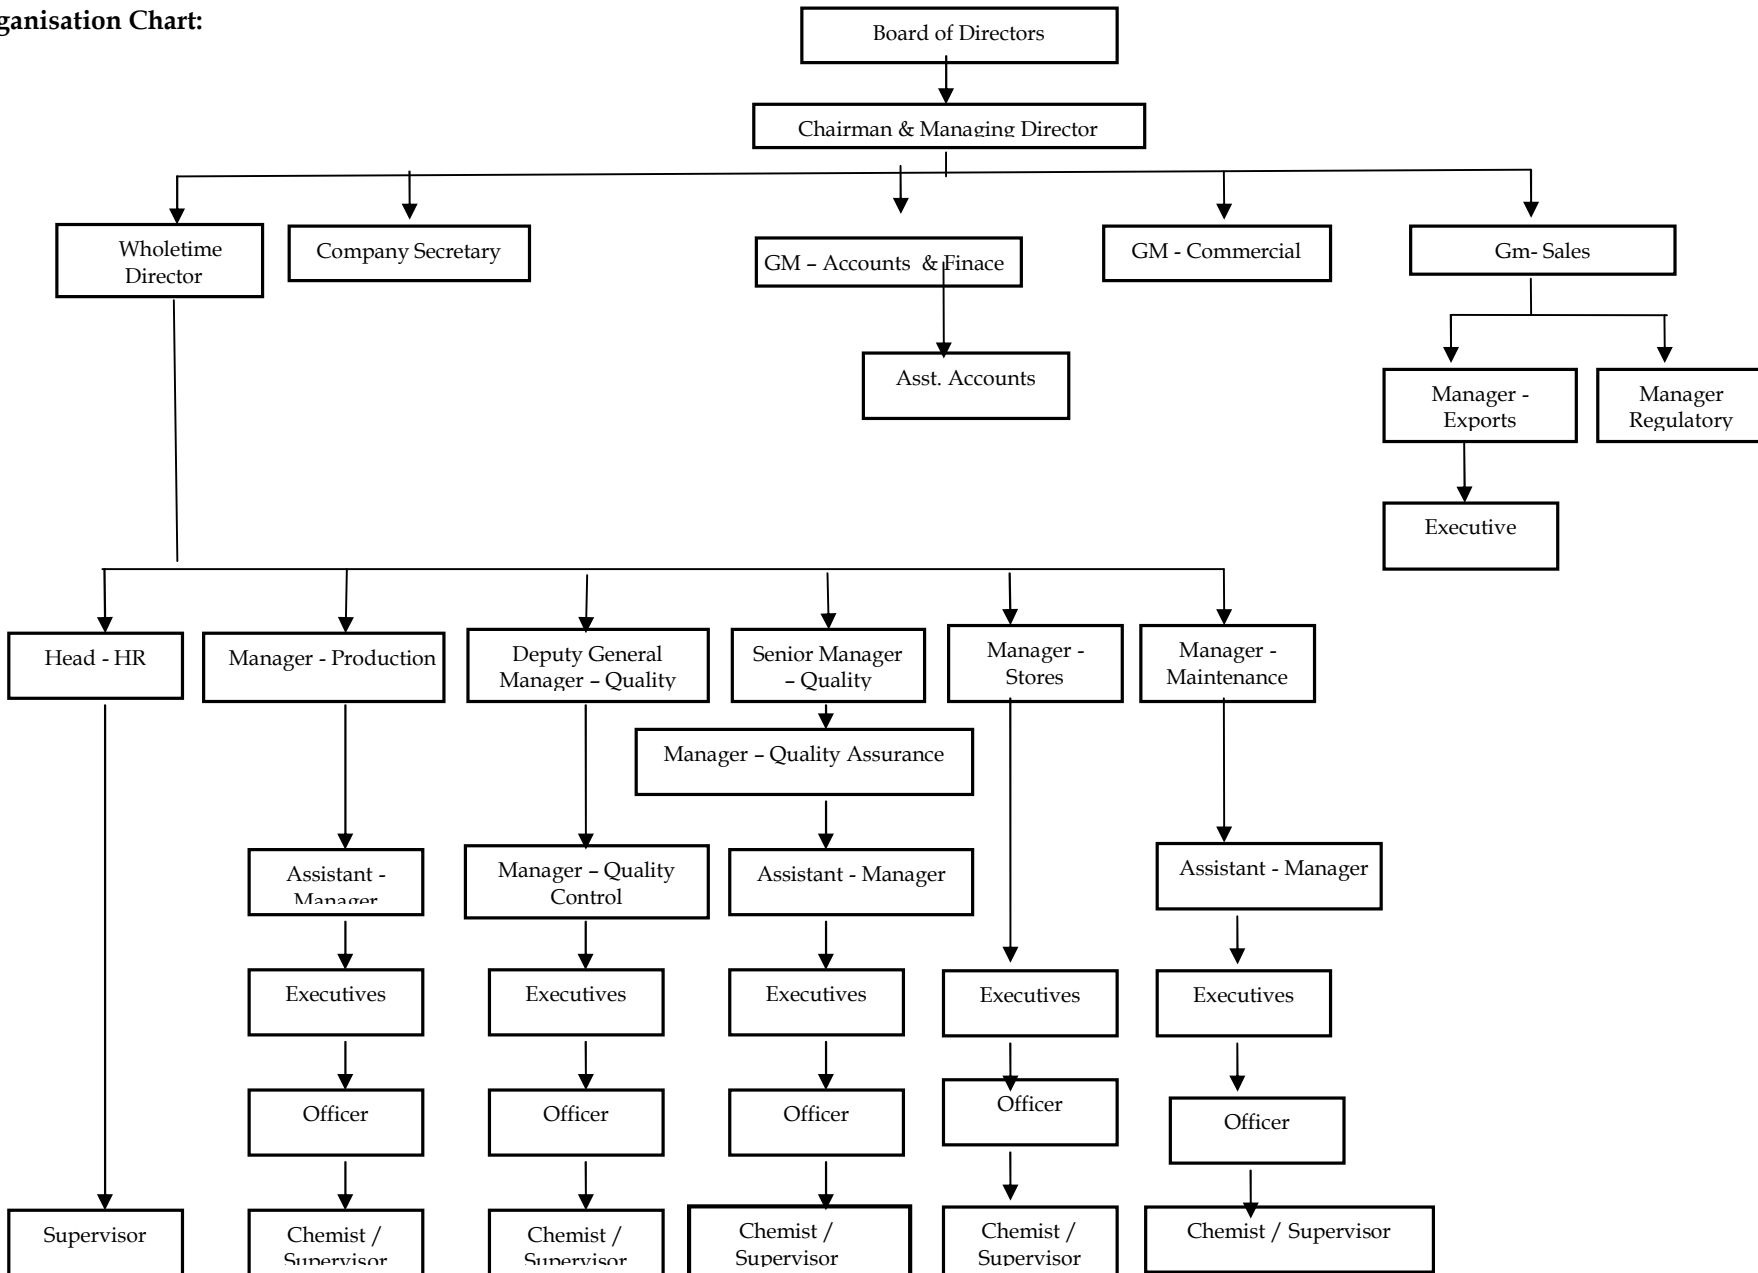 ganisation Chart:
Board of Directors
Chairman & Managing Director
Wholetime
Director
Company Secretary
GM – Accounts & Finace
GM - Commercial
Gm- Sales
Asst. Accounts
Manager -
Exports
Manager
Regulatory
Executive
Head - HR
Manager - Production
Deputy General
Manager – Quality
Senior Manager
– Quality
Manager -
Stores
Manager -
Maintenance
Manager – Quality Assurance
Assistant -
Manager
Manager – Quality
Control
Assistant - Manager
Assistant - Manager
Executives
Executives
Executives
Executives
Executives
Officer
Officer
Officer
Officer
Officer
Supervisor
Chemist /
Supervisor
Chemist /
Supervisor
Chemist /
Supervisor
Chemist /
Supervisor
Chemist / Supervisor